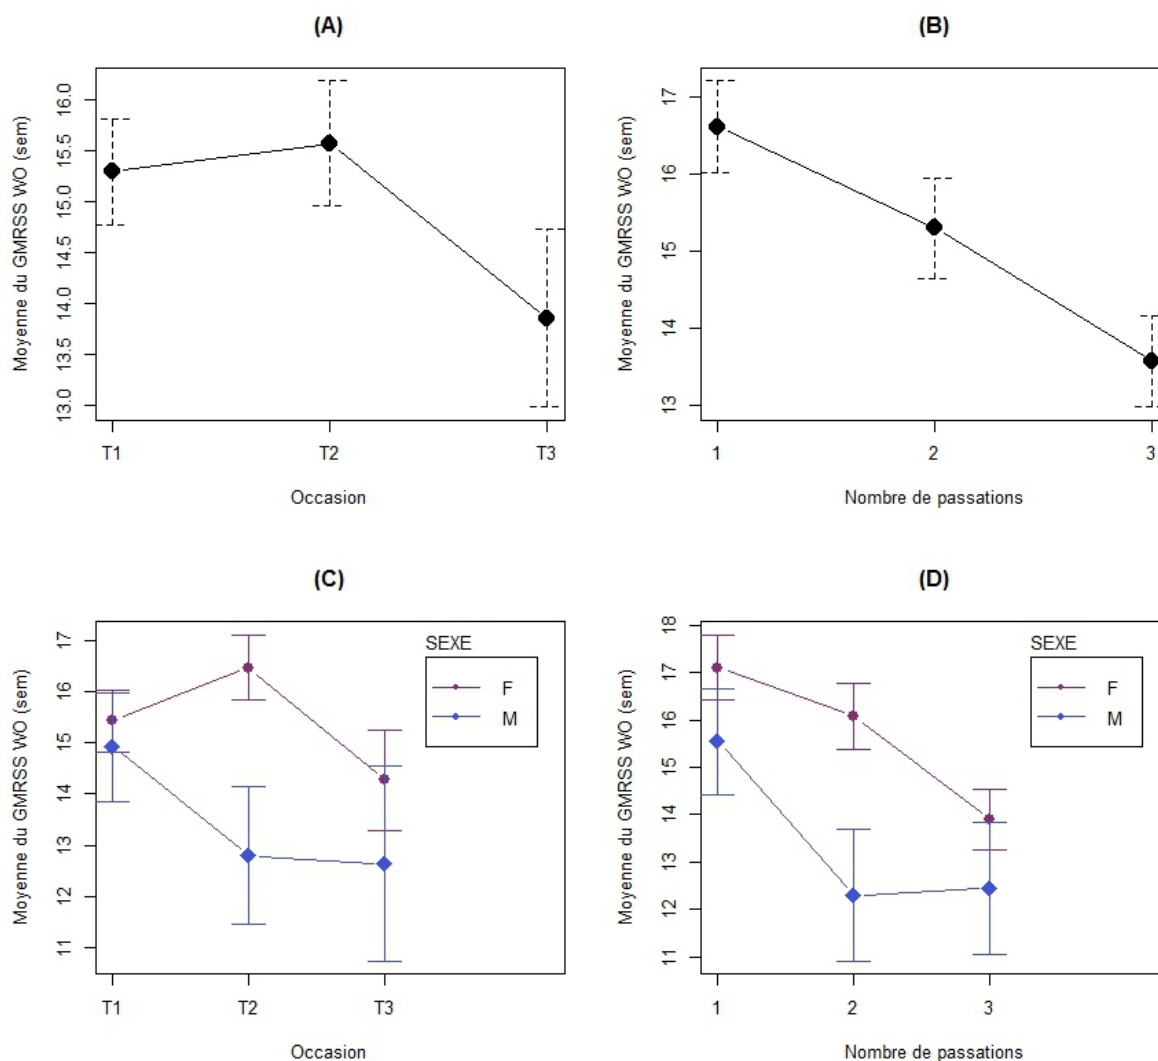 (A)
Moyenne du GMRSS WO (sem)
16.0
15.5
15.0
14.5
14.0
13.5
13.0
T1
T2
T3
Occasion
(B)
Moyenne du GMRSS WO (sem)
17
16
15
14
13
1
2
3
Nombre de passations
(C)
Moyenne du GMRSS WO (sem)
17
16
15
14
13
12
11
SEXE
F
M
T1
T2
T3
Occasion
(D)
Moyenne du GMRSS WO (sem)
18
17
16
15
14
13
12
11
SEXE
F
M
1
2
3
Nombre de passations